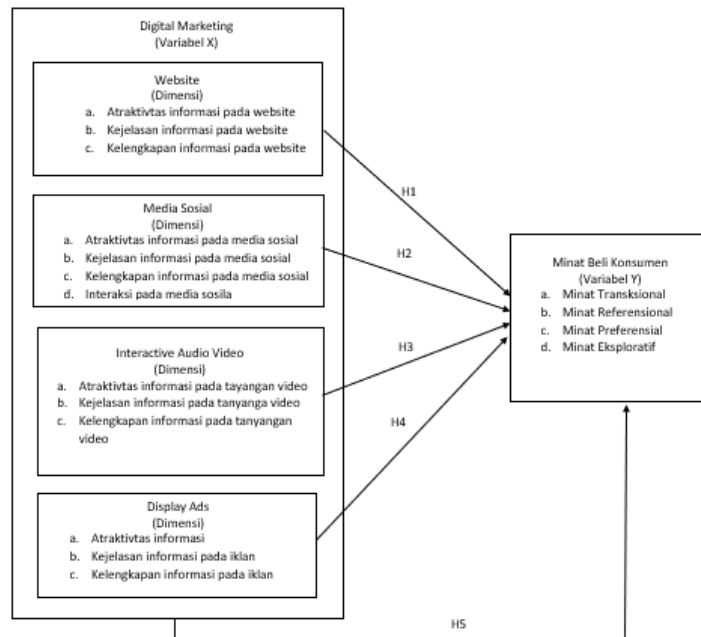 Digital Marketing
(Variabel X)
Website
(Dimensi)
a. Atraktivtas informasi pada website
b. Kejelasan informasi pada website
c. Kelengkapan informasi pada website
H1
Media Sosial
(Dimensi)
a. Atraktivtas informasi pada media sosial
b. Kejelasan informasi pada media sosial
c. Kelengkapan informasi pada media sosial
d. Interaksi pada media sosila
H2
Interactive Audio Video
(Dimensi)
a. Atraktivtas informasi pada tayangan video
b. Kejelasan informasi pada tanyanga video
c. Kelengkapan informasi pada tanyangan
video
H3
H4
Display Ads
(Dimensi)
a. Atraktivtas informasi
b. Kejelasan informasi pada iklan
c. Kelengkapan informasi pada iklan
Minat Beli Konsumen
(Variabel Y)
a. Minat Transksional
b. Minat Referensional
c. Minat Preferensial
d. Minat Eksploratif
H5